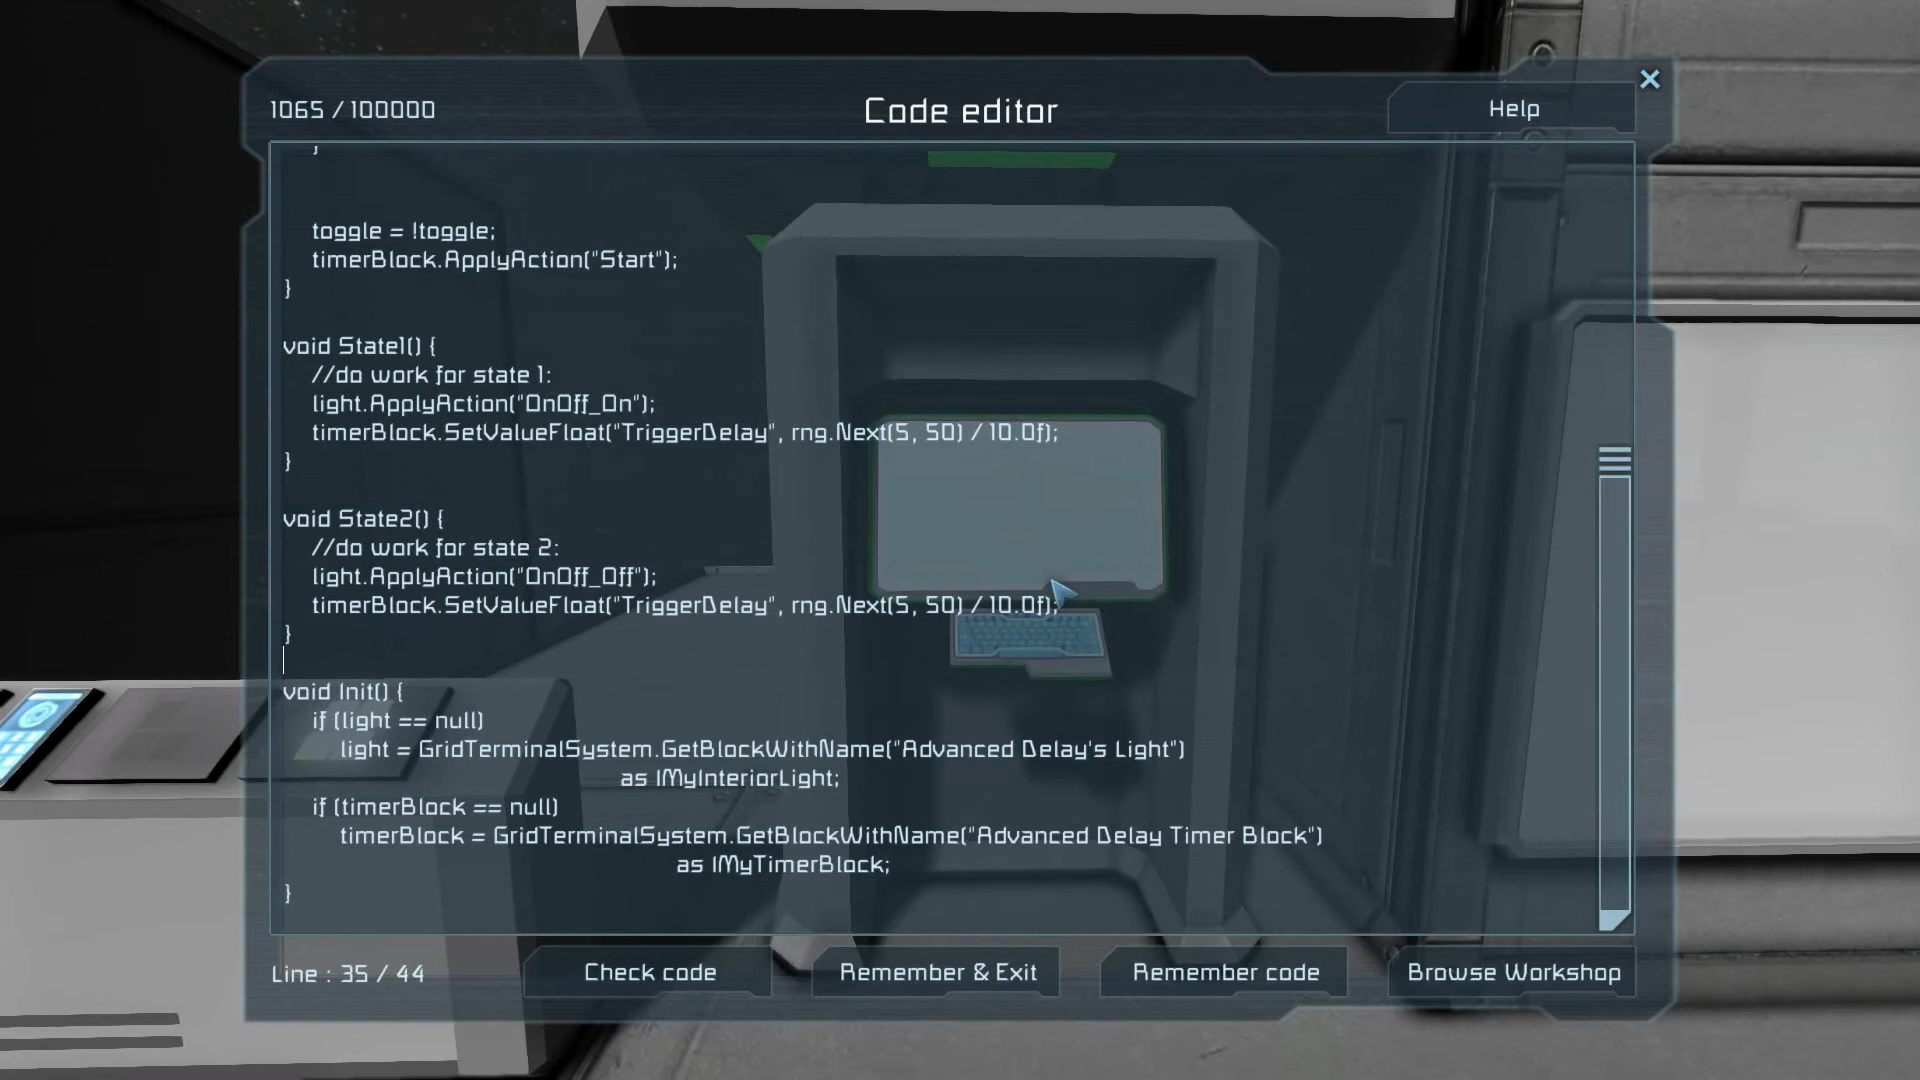 1065 / 100000
Code editor
Help
}
toggle = !toggle;
timerBlock.ApplyAction("Start");
}
void State1() {
//do work for state 1:
light.ApplyAction("OnOff_On");
timerBlock.SetValueFloat("TriggerDelay", rng.Next(5, 50) / 10.0f);
}
void State2() {
//do work for state 2:
light.ApplyAction("OnOff_Off");
timerBlock.SetValueFloat("TriggerDelay", rng.Next(5, 50) / 10.0f);
}
void Init() {
if (light == null)
light = GridTerminalSystem.GetBlockWithName("Advanced Delay's Light")
as IMyInteriorLight;
if (timerBlock == null)
timerBlock = GridTerminalSystem.GetBlockWithName("Advanced Delay Timer Block")
as IMyTimerBlock;
}
Line : 35 / 44
Check code
Remember & Exit
Remember code
Browse Workshop